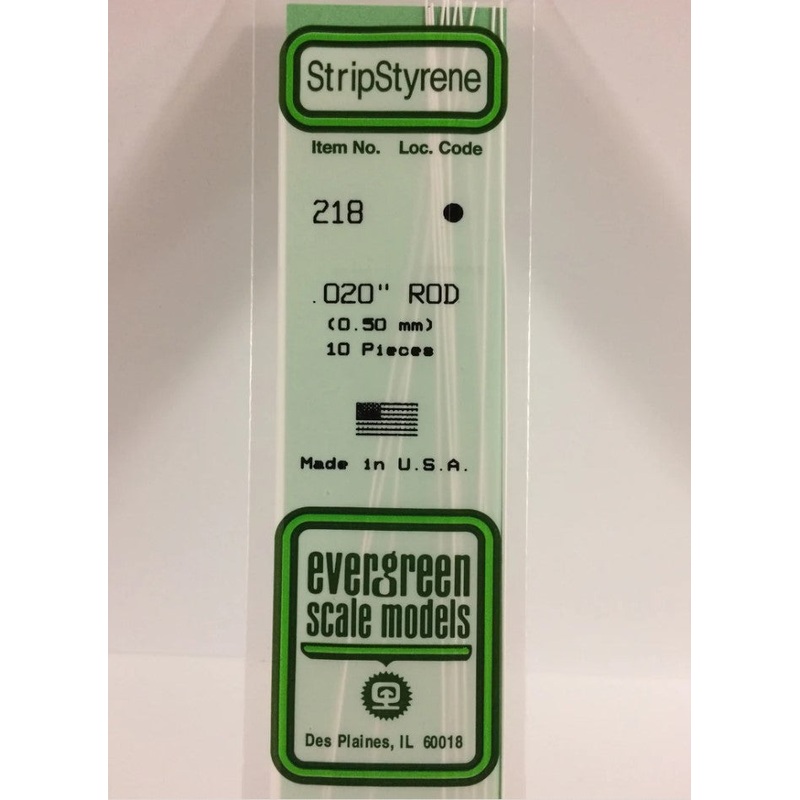 StripStyrene
Item No. Loc. Code
218
.020" ROD
(0.50 mm)
10 Pieces
Made in U.S.A.
evergreen
scale models
Des Plaines, IL 60018